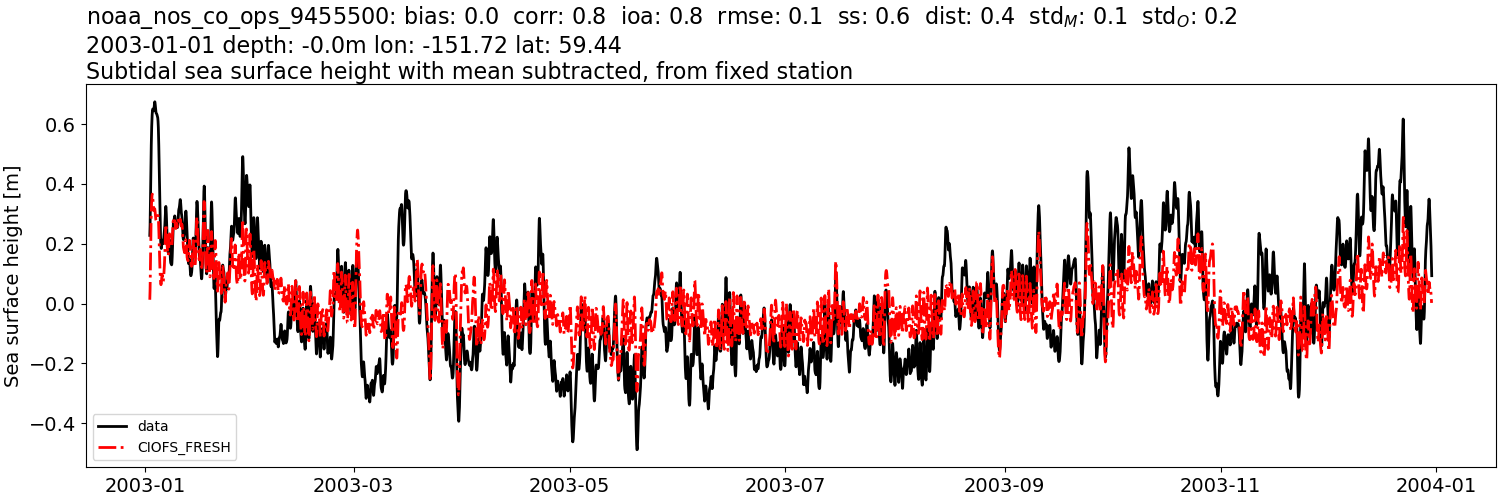 noaa_nos_co_ops_9455500: bias: 0.0 corr: 0.8 ioa: 0.8 rmse: 0.1 ss: 0.6 dist: 0.4 std_M: 0.1 std_O: 0.2
2003-01-01 depth: -0.0m lon: -151.72 lat: 59.44
Subtidal sea surface height with mean subtracted, from fixed station
Sea surface height [m]
0.6
0.4
0.2
0.0
−0.2
−0.4
data
CIOFS_FRESH
2003-01 2003-03 2003-05 2003-07 2003-09 2003-11 2004-01